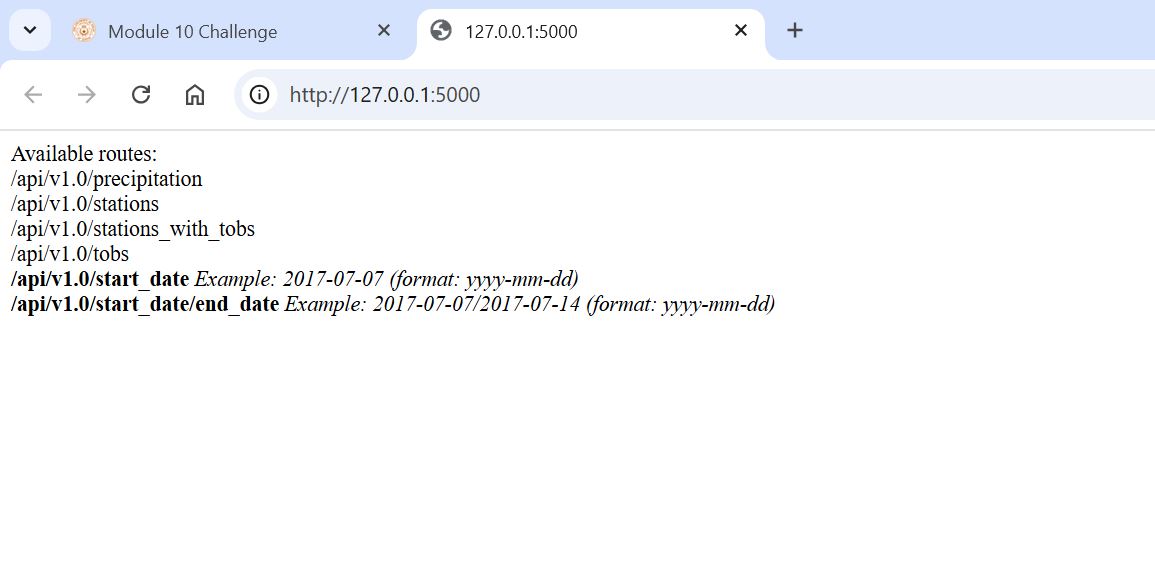 Module 10 Challenge
127.0.0.1:5000
http://127.0.0.1:5000
Available routes:
/api/v1.0/precipitation
/api/v1.0/stations
/api/v1.0/stations_with_tobs
/api/v1.0/tobs
/api/v1.0/start_date Example: 2017-07-07 (format: yyyy-mm-dd)
/api/v1.0/start_date/end_date Example: 2017-07-07/2017-07-14 (format: yyyy-mm-dd)